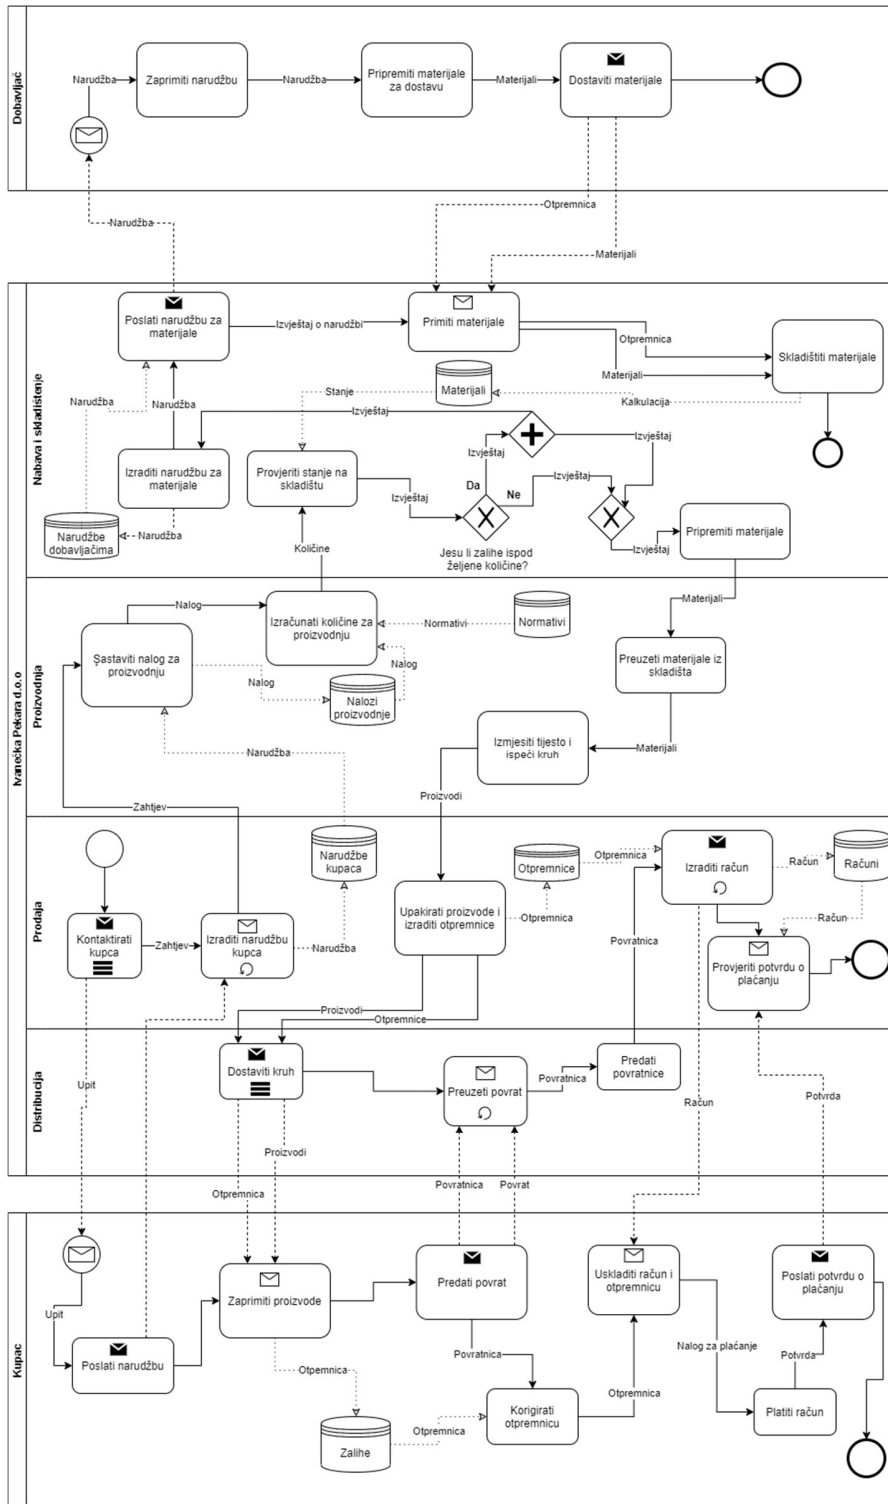 Dobavljač
Narudžba
Zaprimiti narudžbu
Narudžba
Pripremiti materijale
za dostavu
Materijali
Dostaviti materijale
Otpremnica
Narudžba
Materijali
Ivanečka Pekara d.o.o
Nabava i skladištenje
Poslati narudžbu za
materijale
Izvještaj o narudžbi
Primiti materijale
Otpremnica
Materijali
Skladištiti materijale
Narudžba
Narudžba
Stanje
Materijali
Kalkulacija
Izvještaj
Izraditi narudžbu za
materijale
Provjeriti stanje na
skladištu
Izvještaj
Da
Izvještaj
Ne
Izvještaj
Izvještaj
Narudžbe
dobavljačima
Narudžba
Količine
Jesu li zalihe ispod
željene količine?
Izvještaj
Pripremiti materijale
Proizvodnja
Nalog
Izračunati količine za
proizvodnju
Normativi
Normativi
Materijali
Sastaviti nalog za
proizvodnju
Nalog
Nalog
Nalozi
proizvodnje
Preuzeti materijale iz
skladišta
Narudžba
Izmjesiti tijesto i
ispeći kruh
Materijali
Zahtjev
Proizvodi
Prodaja
Narudžbe
kupaca
Otpremnice
Otpremnica
Izraditi račun
Račun
Računi
Kontaktirati
kupca
Zahtjev
Izraditi narudžbu
kupca
Narudžba
Upakirati proizvode i
izraditi otpremnice
Otpremnica
Povratnica
Račun
Provjeriti potvrdu o
plaćanju
Proizvodi
Otpremnice
Distribucija
Upit
Dostaviti kruh
Preuzeti povrat
Povratnica
Predati
povratnice
Račun
Potvrda
Proizvodi
Otpremnica
Povratnica
Povrat
Kupac
Upit
Poslati narudžbu
Zaprimiti proizvode
Predati povrat
Uskladiti račun i
otpremnicu
Poslati potvrdu o
plaćanju
Otpemnica
Povratnica
Nalog za plaćanje
Potvrda
Otpremnica
Zalihe
Otpremnica
Korigirati
otpremnicu
Platiti račun